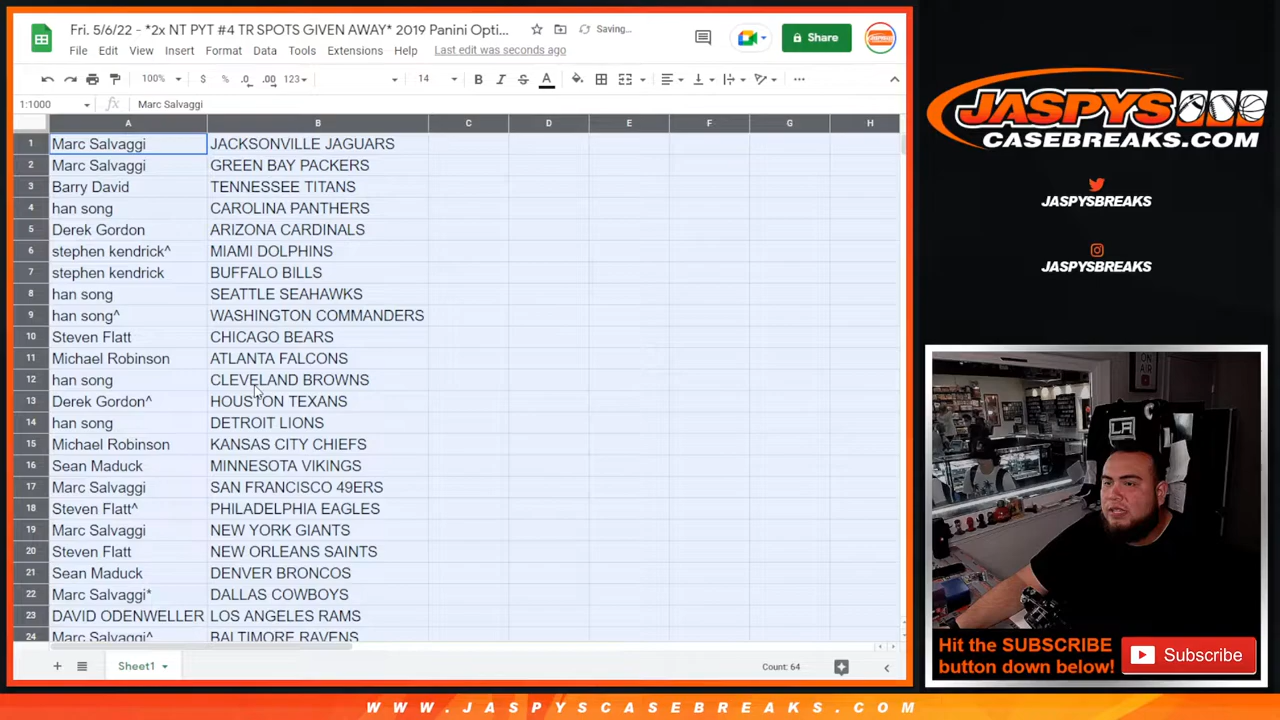 Fri. 5/6/22 - *2x NT PYT #4 TR SPOTS GIVEN AWAY* 2019 Panini Opti...
Saving...
File Edit View Insert Format Data Tools Extensions Help Last edit was seconds ago
Share
100% $ % .0 .00 123 14 B I S A
1:1000 fx Marc Salvaggi
A B C D E F G H
1 Marc Salvaggi JACKSONVILLE JAGUARS
2 Marc Salvaggi GREEN BAY PACKERS
3 Barry David TENNESSEE TITANS
4 han song CAROLINA PANTHERS
5 Derek Gordon ARIZONA CARDINALS
6 stephen kendrick^ MIAMI DOLPHINS
7 stephen kendrick BUFFALO BILLS
8 han song SEATTLE SEAHAWKS
9 han song^ WASHINGTON COMMANDERS
10 Steven Flatt CHICAGO BEARS
11 Michael Robinson ATLANTA FALCONS
12 han song CLEVELAND BROWNS
13 Derek Gordon^ HOUSTON TEXANS
14 han song DETROIT LIONS
15 Michael Robinson KANSAS CITY CHIEFS
16 Sean Maduck MINNESOTA VIKINGS
17 Marc Salvaggi SAN FRANCISCO 49ERS
18 Steven Flatt^ PHILADELPHIA EAGLES
19 Marc Salvaggi NEW YORK GIANTS
20 Steven Flatt NEW ORLEANS SAINTS
21 Sean Maduck DENVER BRONCOS
22 Marc Salvaggi* DALLAS COWBOYS
23 DAVID ODENWELLER LOS ANGELES RAMS
24 Marc Salvaggi^ BALTIMORE RAVENS
Sheet1
Count: 64
JASPYS
CASEBREAKS.COM
JASPYSBREAKS
JASPYSBREAKS
ON AIR
LA
Hit the SUBSCRIBE
button down below!
Subscribe
WWW.JASPYSCASEBREAKS.COM